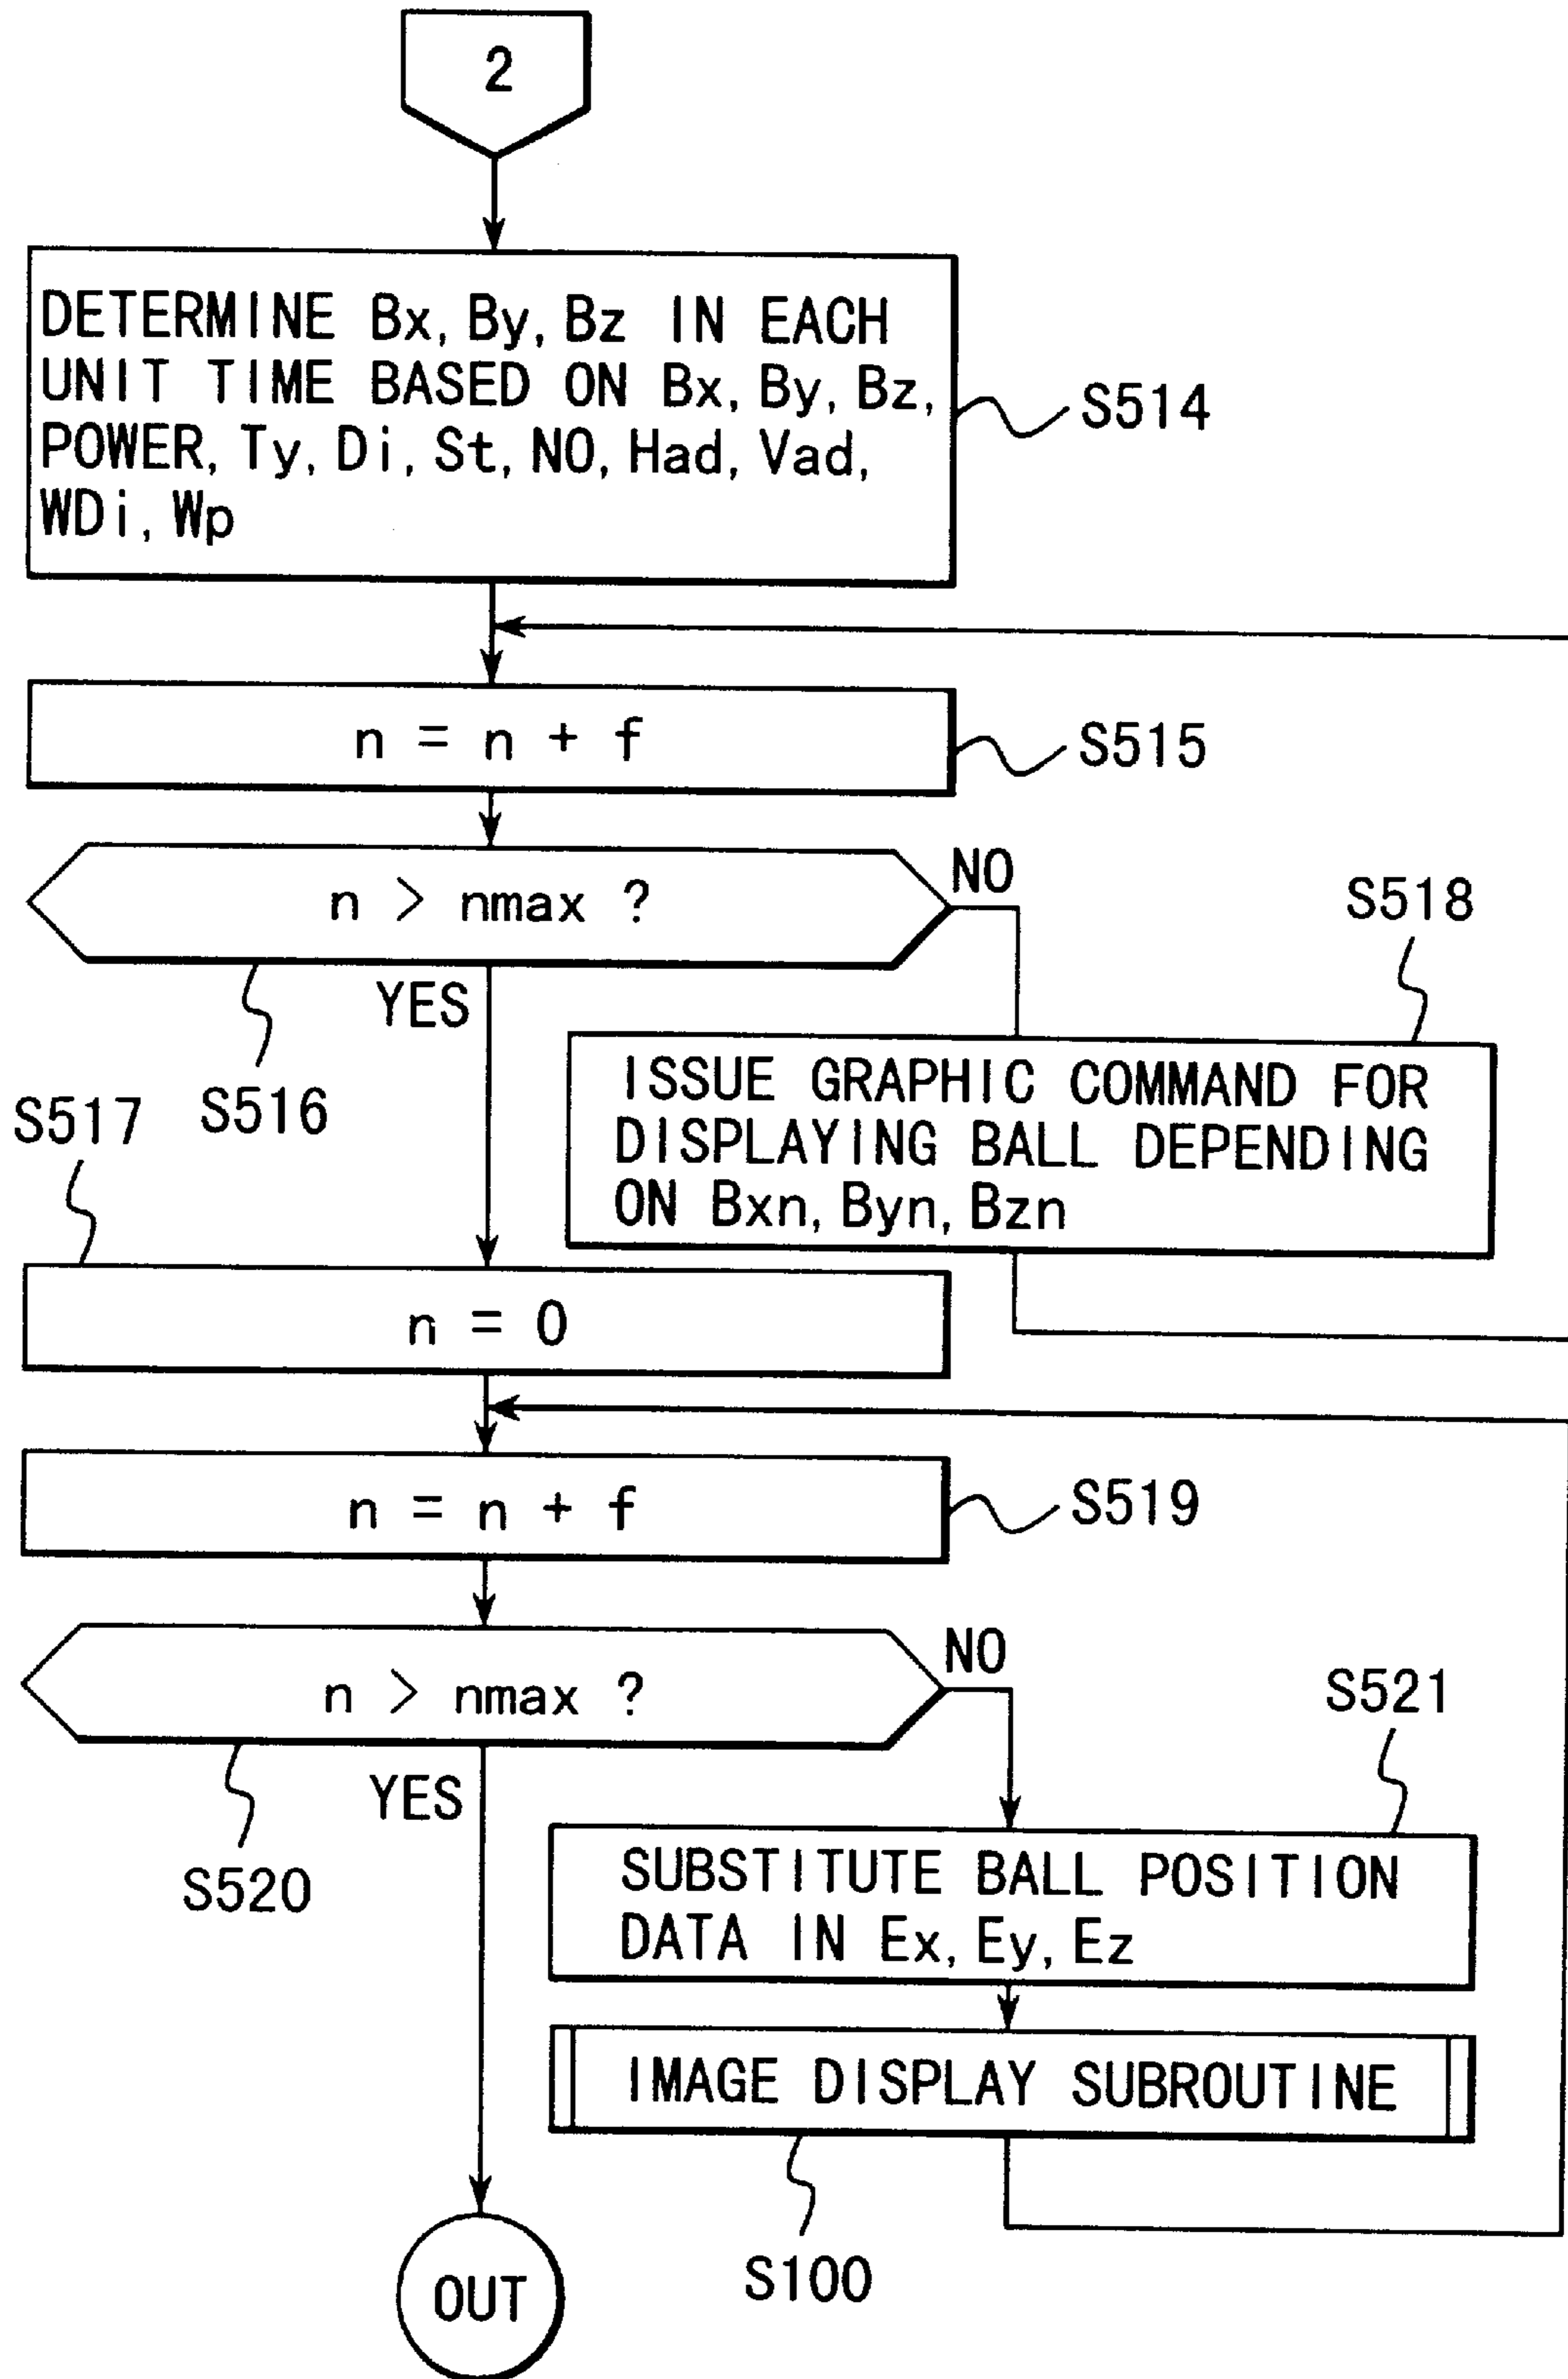 2
DETERMINE Bx, By, Bz IN EACH
UNIT TIME BASED ON Bx, By, Bz,
POWER, Ty, Di, St, NO, Had, Vad,
WDi, Wp
S514
n = n + f
S515
n > nmax ?
NO
YES
S516
S518
ISSUE GRAPHIC COMMAND FOR
DISPLAYING BALL DEPENDING
ON Bxn, Byn, Bzn
S517
n = 0
n = n + f
S519
n > nmax ?
NO
YES
S520
S521
SUBSTITUTE BALL POSITION
DATA IN Ex, Ey, Ez
IMAGE DISPLAY SUBROUTINE
S100
OUT